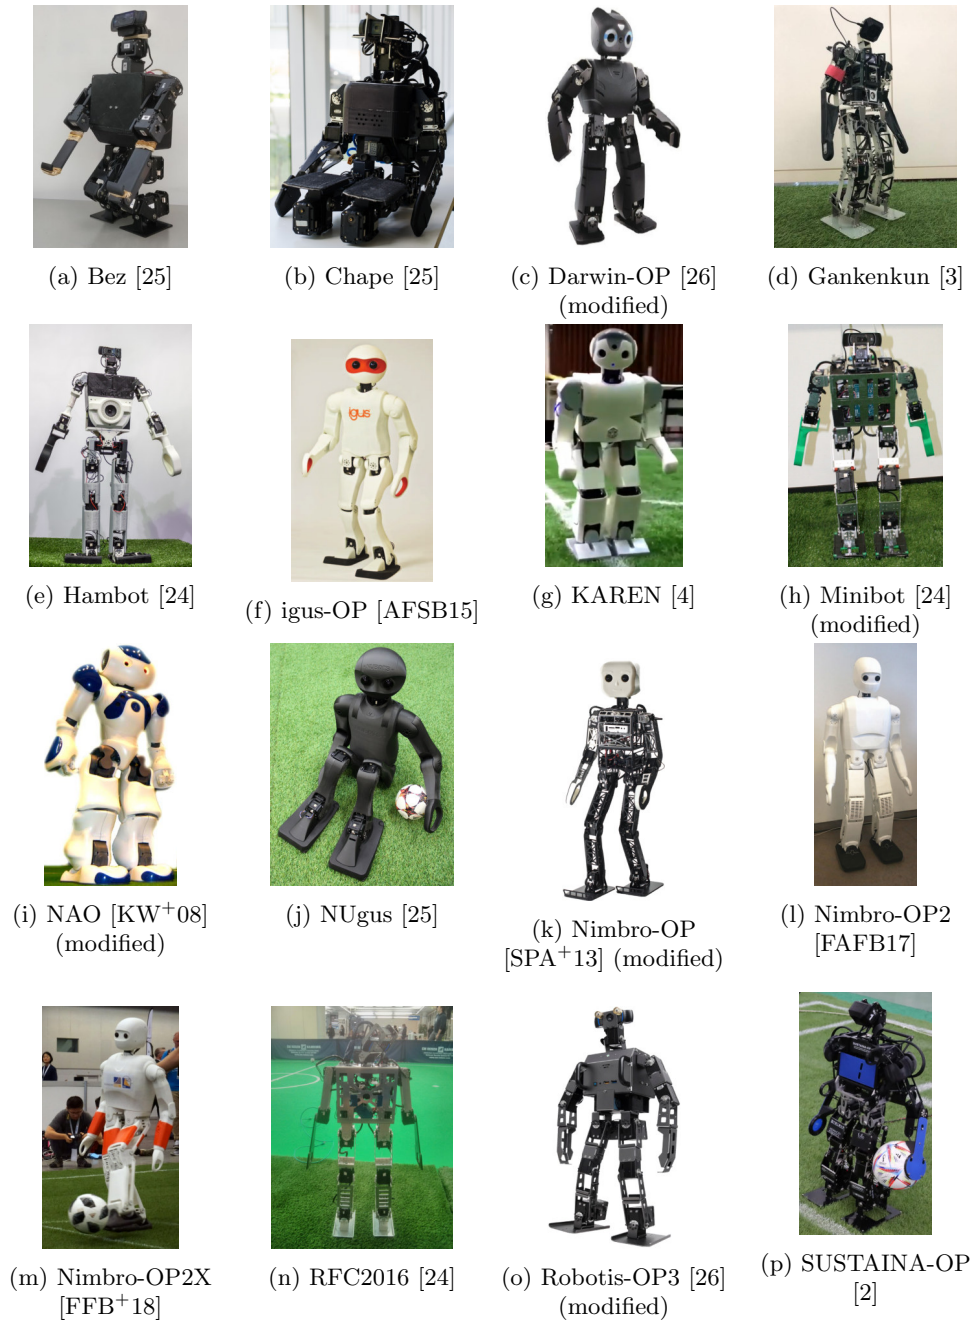 (a) Bez [25]
(b) Chape [25]
(c) Darwin-OP [26]
(modified)
(d) Gankenkun [3]
igus
(e) Hambot [24]
(f) igus-OP [AFSB15]
(g) KAREN [4]
(h) Minibot [24]
(modified)
(i) NAO [KW+08]
(modified)
(j) NUgus [25]
(k) Nimbro-OP
[SPA+13] (modified)
(l) Nimbro-OP2
[FAFB17]
1
(m) Nimbro-OP2X
[FFB+18]
(n) RFC2016 [24]
(o) Robotis-OP3 [26]
(modified)
(p) SUSTAINA-OP
[2]